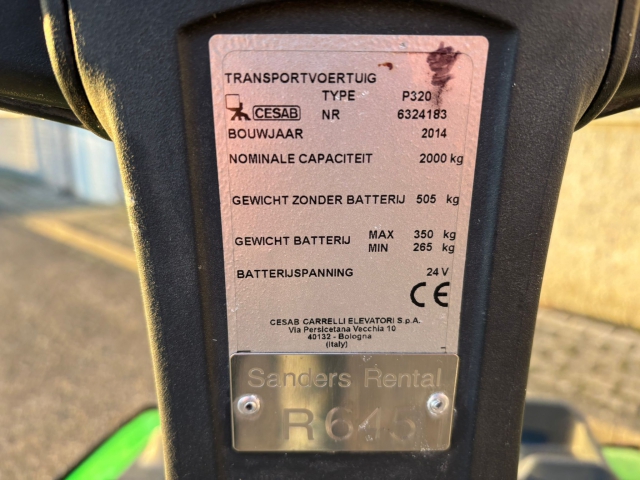 TRANSPORTVOERTUIG
TYPE P320
CESAB NR 6324183
BOUWJAAR 2014
NOMINALE CAPACITEIT 2000 kg
GEWICHT ZONDER BATTERIJ 505 kg
GEWICHT BATTERIJ MAX 350 kg
MIN 265 kg
BATTERIJSPANNING 24 V
CE
CESAB CARRELLI ELEVATORI S.p.A.
Via Persicetana Vecchia 10
40132 - Bologna
(Italy)
Sanders Rental
R645